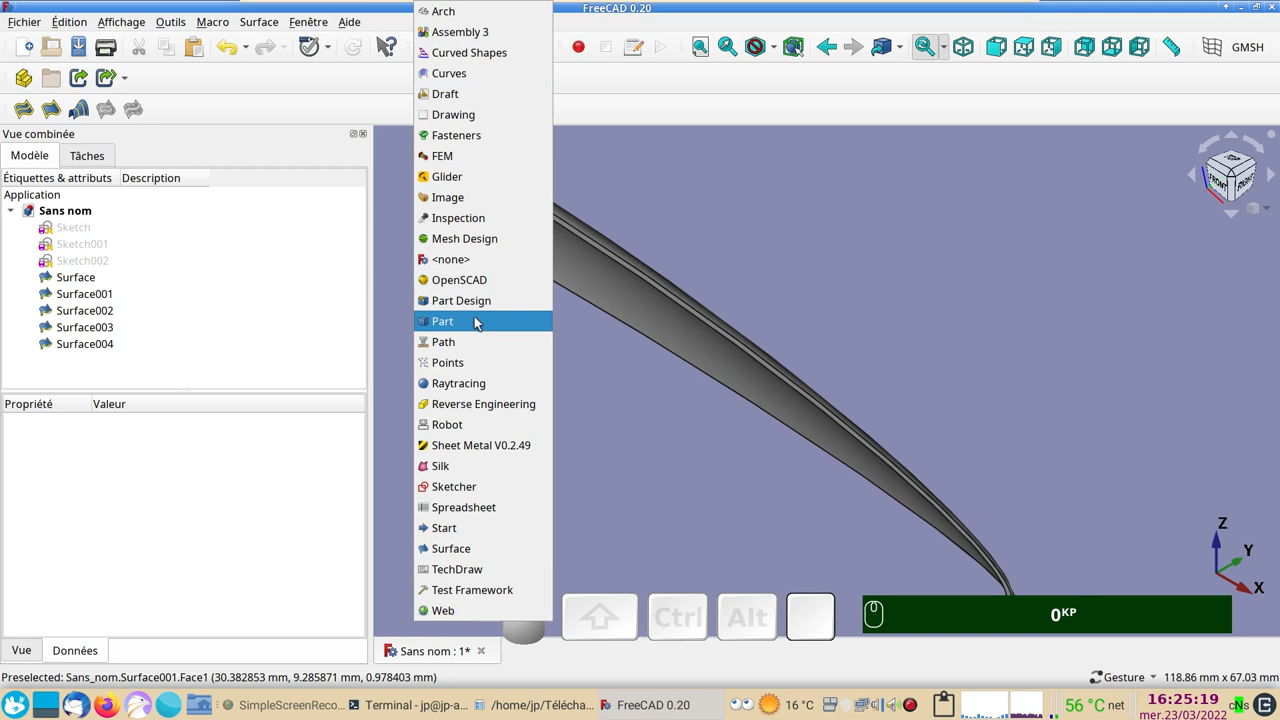 FreeCAD 0.20
Fichier Édition Affichage Outils Macro Surface Fenêtre Aide
GMSH
Vue combinée
Modèle Tâches
Étiquettes & attributs Description
Application
Sans nom
Sketch
Sketch001
Sketch002
Surface
Surface001
Surface002
Surface003
Surface004
Propriété Valeur
Vue Données
Arch
Assembly 3
Curved Shapes
Curves
Draft
Drawing
Fasteners
FEM
Glider
Image
Inspection
Mesh Design
<none>
OpenSCAD
Part Design
Part
Path
Points
Raytracing
Reverse Engineering
Robot
Sheet Metal V0.2.49
Silk
Sketcher
Spreadsheet
Start
Surface
TechDraw
Test Framework
Web
FRONT
Z
Y
X
Ctrl Alt
0KP
Sans nom : 1*
Preselected: Sans_nom.Surface001.Face1 (30.382853 mm, 9.285871 mm, 0.978403 mm)
Gesture 118.86 mm x 67.03 mm
SimpleScreenReco... Terminal - jp@jp-a... /home/jp/Télécha... FreeCAD 0.20
16 °C
56 °C net
16:25:19
mer.23/03/2022